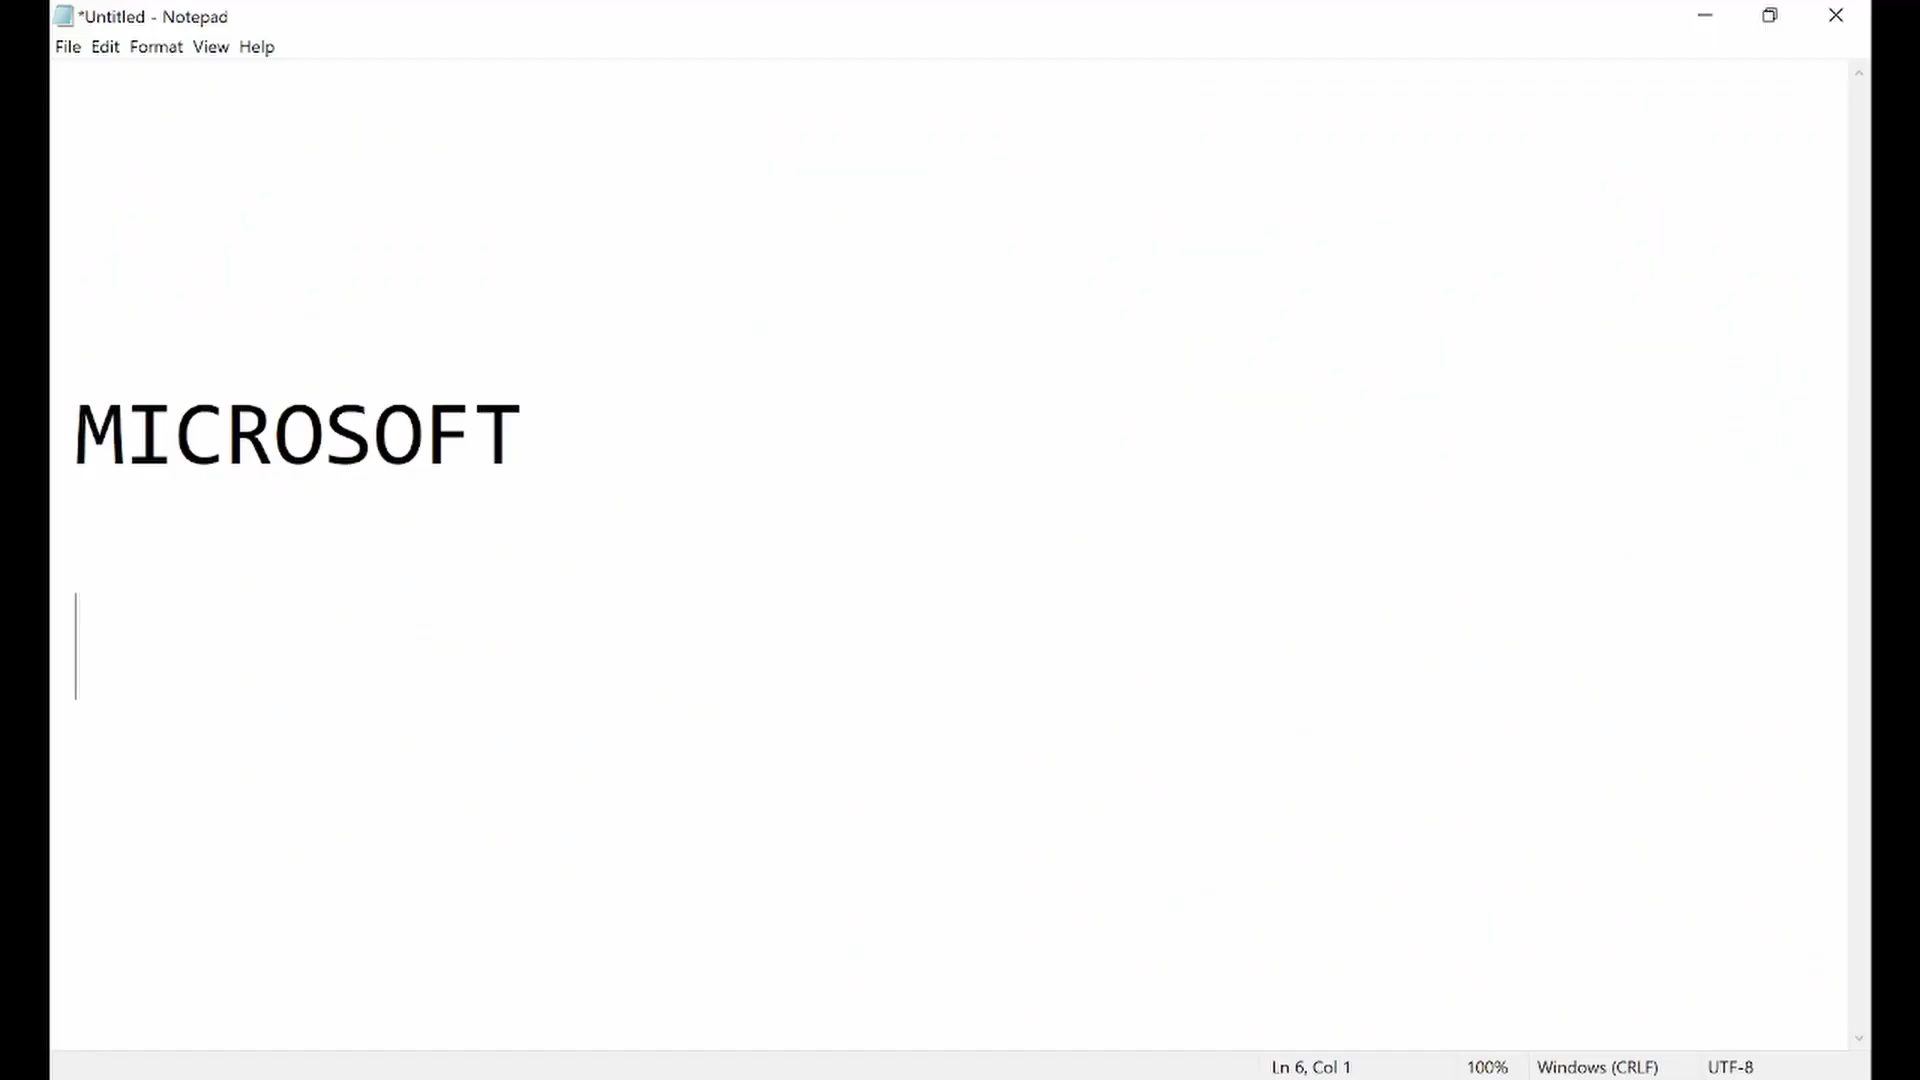 *Untitled - Notepad
File Edit Format View Help
MICROSOFT
Ln 6, Col 1 100% Windows (CRLF) UTF-8